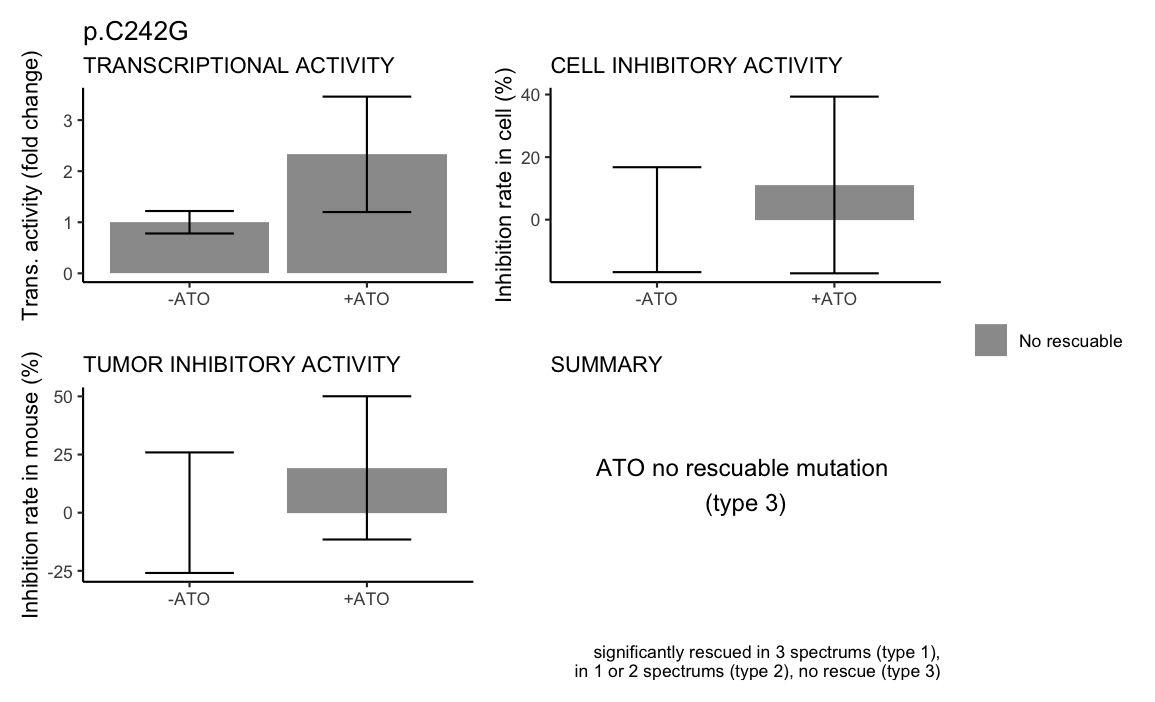 p.C242G
TRANSCRIPTIONAL ACTIVITY
Trans. activity (fold change)
3
2
1
0
-ATO
+ATO
CELL INHIBITORY ACTIVITY
Inhibition rate in cell (%)
40
20
0
-ATO
+ATO
No rescuable
TUMOR INHIBITORY ACTIVITY
Inhibition rate in mouse (%)
50
25
0
-25
-ATO
+ATO
SUMMARY
ATO no rescuable mutation
(type 3)
significantly rescued in 3 spectrums (type 1),
in 1 or 2 spectrums (type 2), no rescue (type 3)